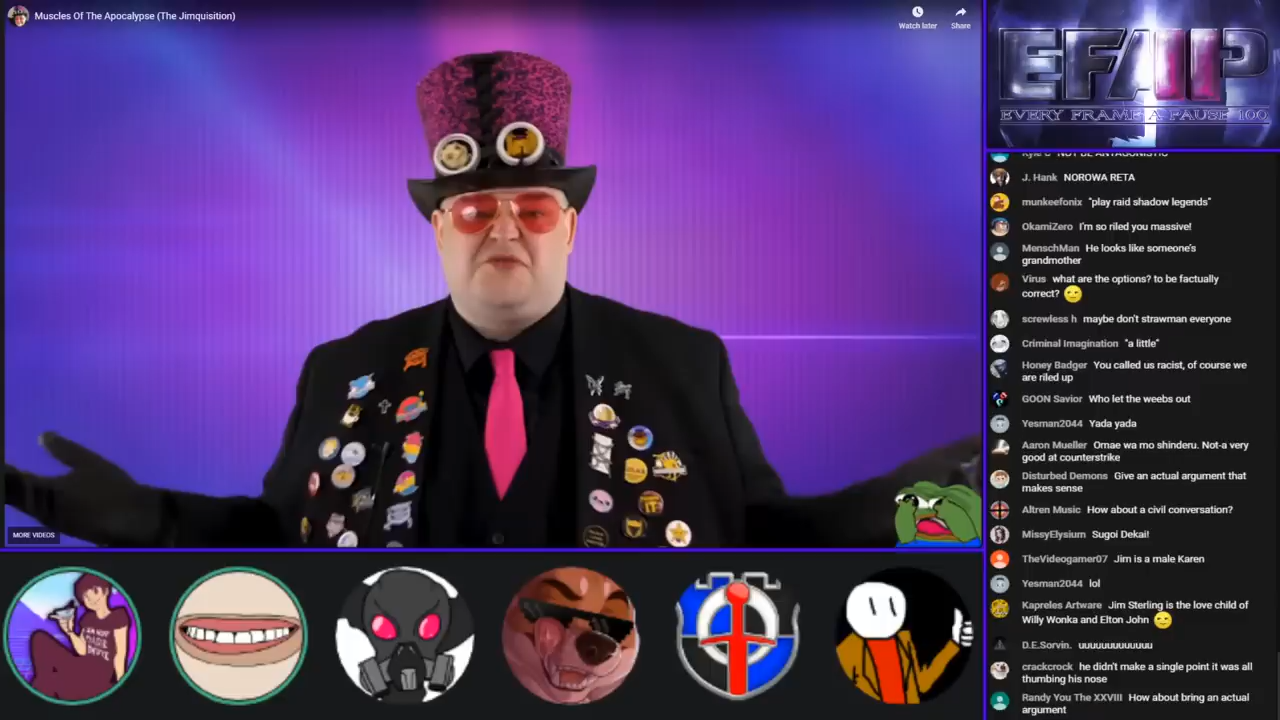 Muscles Of The Apocalypse (The Jimquisition)
Watch later
Share
MORE VIDEOS
EFAP
EVERY FRAME A PAUSE 100
NOT BE ANTAGONISTIC
J. Hank NOROWA RETA
munkeefonix "play raid shadow legends"
OkamiZero I'm so riled you massive!
MenschMan He looks like someone's
grandmother
Virus what are the options? to be factually
correct?
screwless h maybe don't strawman everyone
Criminal Imagination "a little"
Honey Badger You called us racist, of course we
are riled up
GOON Savior Who let the weebs out
Yesman2044 Yada yada
Aaron Mueller Omae wa mo shinderu. Not-a very
good at counterstrike
Disturbed Demons Give an actual argument that
makes sense
Altren Music How about a civil conversation?
MissyElysium Sugoi Dekai!
TheVideogamer07 Jim is a male Karen
Yesman2044 lol
Kapreles Artware Jim Sterling is the love child of
Willy Wonka and Elton John
D.E.Sorvin. uuuuuuuuuuuuu
crackcrock he didn't make a single point it was all
thumbing his nose
Randy You The XXVIII How about bring an actual
argument